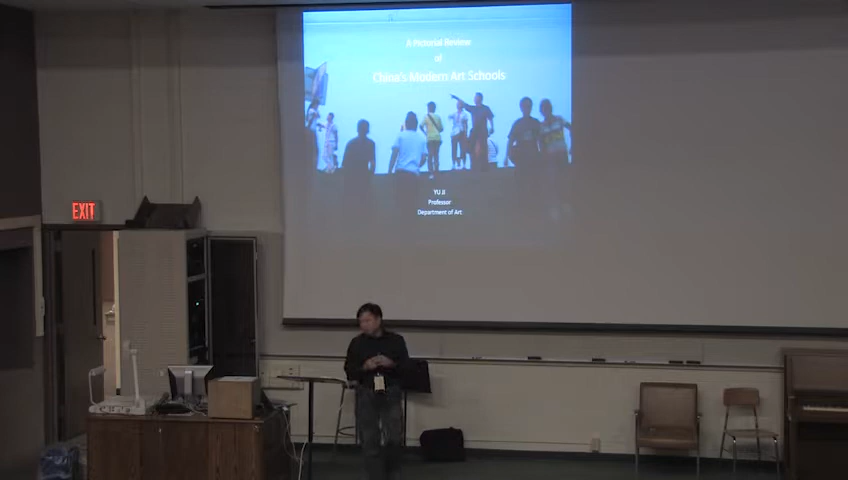 A Pictorial Review
of
China's Modern Art Schools
YU JI
Professor
Department of Art
EXIT